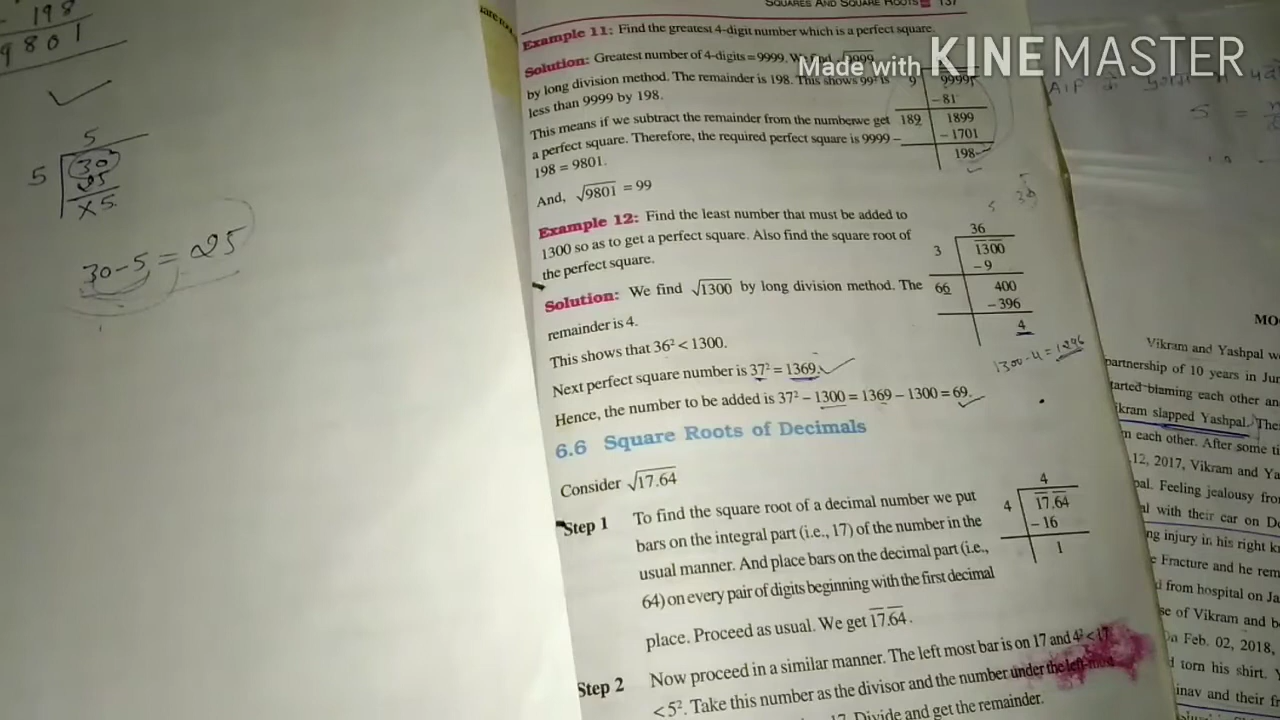 - 198
9801
5
5 30
25
×5
30-5 = 25
SQUARES AND SQUARE ROOTS 137
Example 11: Find the greatest 4-digit number which is a perfect square.
Solution: Greatest number of 4-digits = 9999. √9999
by long division method. The remainder is 198. This shows 99² is
less than 9999 by 198.
This means if we subtract the remainder from the numberwe get
a perfect square. Therefore, the required perfect square is 9999 –
198 = 9801.
And, √9801 = 99
9 9999
–81
189 1899
– 1701
198
Example 12: Find the least number that must be added to
1300 so as to get a perfect square. Also find the square root of
the perfect square.
Solution: We find √1300 by long division method. The
remainder is 4.
This shows that 36² < 1300.
Next perfect square number is 37² = 1369.
Hence, the number to be added is 37² – 1300 = 1369 – 1300 = 69.
36
3 1300
–9
66 400
–396
4
1300-4=1296
6.6 Square Roots of Decimals
Consider √17.64
Step 1 To find the square root of a decimal number we put
bars on the integral part (i.e., 17) of the number in the
usual manner. And place bars on the decimal part (i.e.,
64) on every pair of digits beginning with the first decimal
place. Proceed as usual. We get 17.64.
4
4 17.64
– 16
1
Step 2 Now proceed in a similar manner. The left most bar is on 17 and 4² < 17
< 5². Take this number as the divisor and the number under the left-most
17. Divide and get the remainder.
Made with KINEMASTER
5 =
MO
Vikram and Yashpal
partnership of 10 years in
started blaming each other
slapped Yashpal.
each other. After some
12, 2017, Vikram and
Feeling jealousy
with their car on
injury in his right
Fracture and he
from hospital on
of Vikram and
Feb. 02, 2018,
torn his shirt.
and their